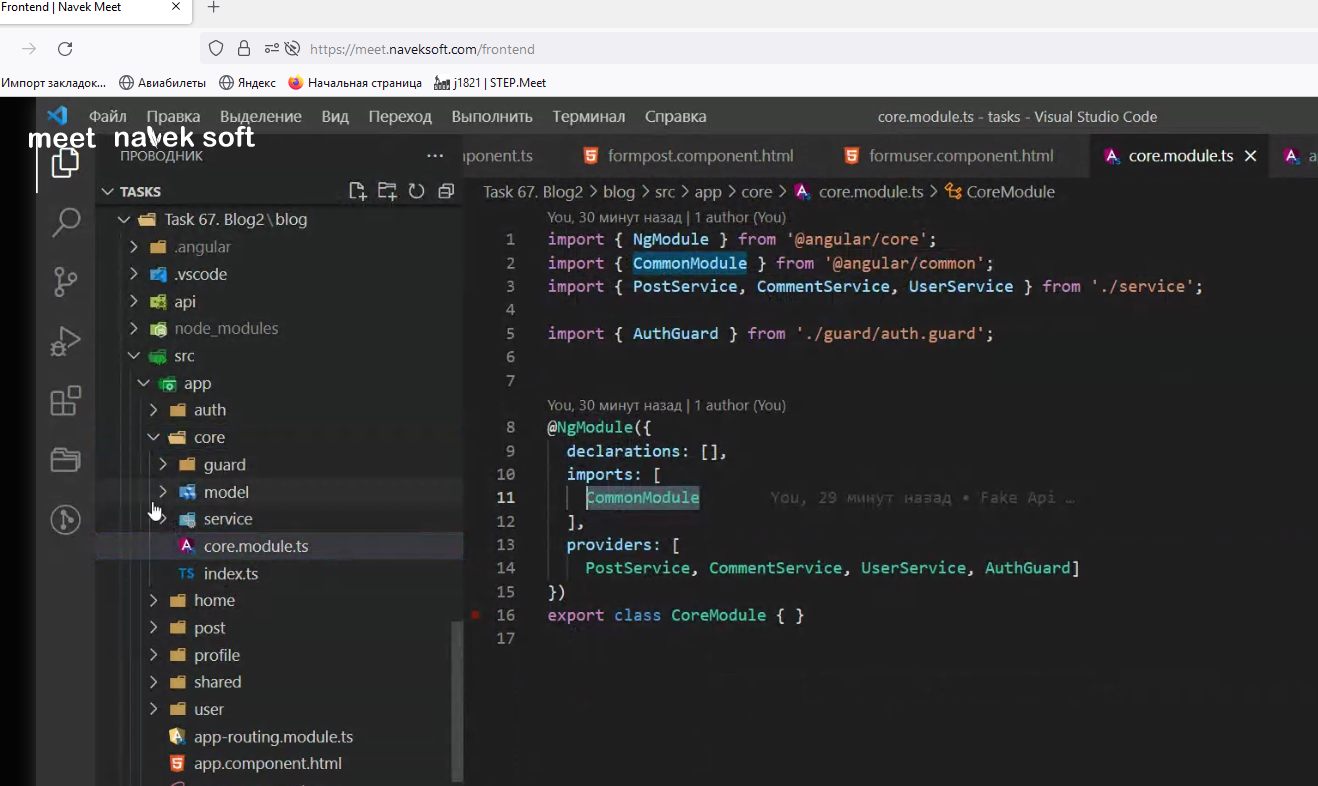 Frontend | Navek Meet
https://meet.naveksoft.com/frontend
Импорт закладок... Авиабилеты Яндекс Начальная страница j1821 | STEP.Meet
Файл Правка Выделение Вид Переход Выполнить Терминал Справка core.module.ts - tasks - Visual Studio Code
meet navek soft
ПРОВОДНИК ... ponent.ts formpost.component.html formuser.component.html core.module.ts
TASKS
Task 67. Blog2 > blog > src > app > core > core.module.ts > CoreModule
Task 67. Blog2\blog
.angular
.vscode
api
node_modules
src
app
auth
core
guard
model
service
core.module.ts
index.ts
home
post
profile
shared
user
app-routing.module.ts
app.component.html
You, 30 минут назад | 1 author (You)
1 import { NgModule } from '@angular/core';
2 import { CommonModule } from '@angular/common';
3 import { PostService, CommentService, UserService } from './service';
4
5 import { AuthGuard } from './guard/auth.guard';
6
7
You, 30 минут назад | 1 author (You)
8 @NgModule({
9 declarations: [],
10 imports: [
11 CommonModule You, 29 минут назад • Fake Api …
12 ],
13 providers: [
14 PostService, CommentService, UserService, AuthGuard]
15 })
16 export class CoreModule { }
17